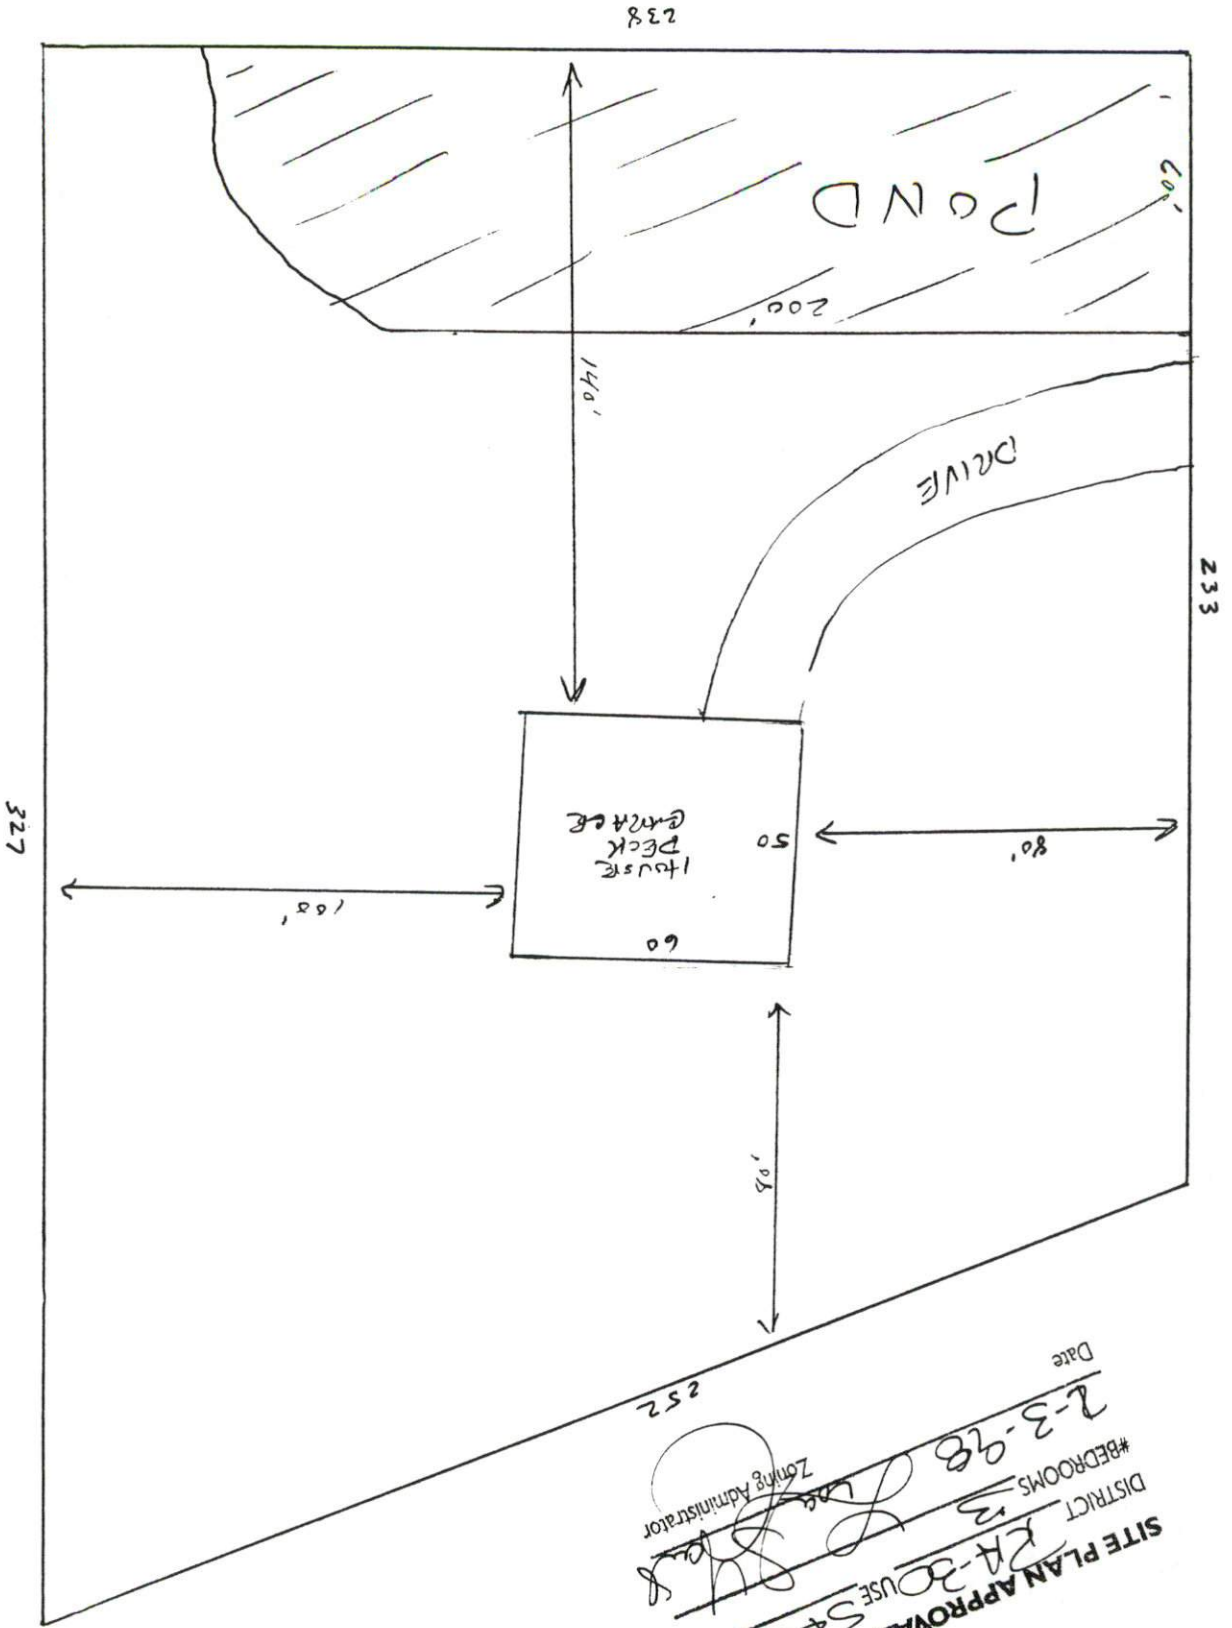 SITE PLAN APPROVAL
DISTRICT RA-30 USE
#BEDROOMS 3
2-3-98
Date
Zoning Administrator
252
80'
60
HOUSE
DECK
GARAGE
50
80'
100'
327
233
DRIVE
140'
200'
POND
60'
238